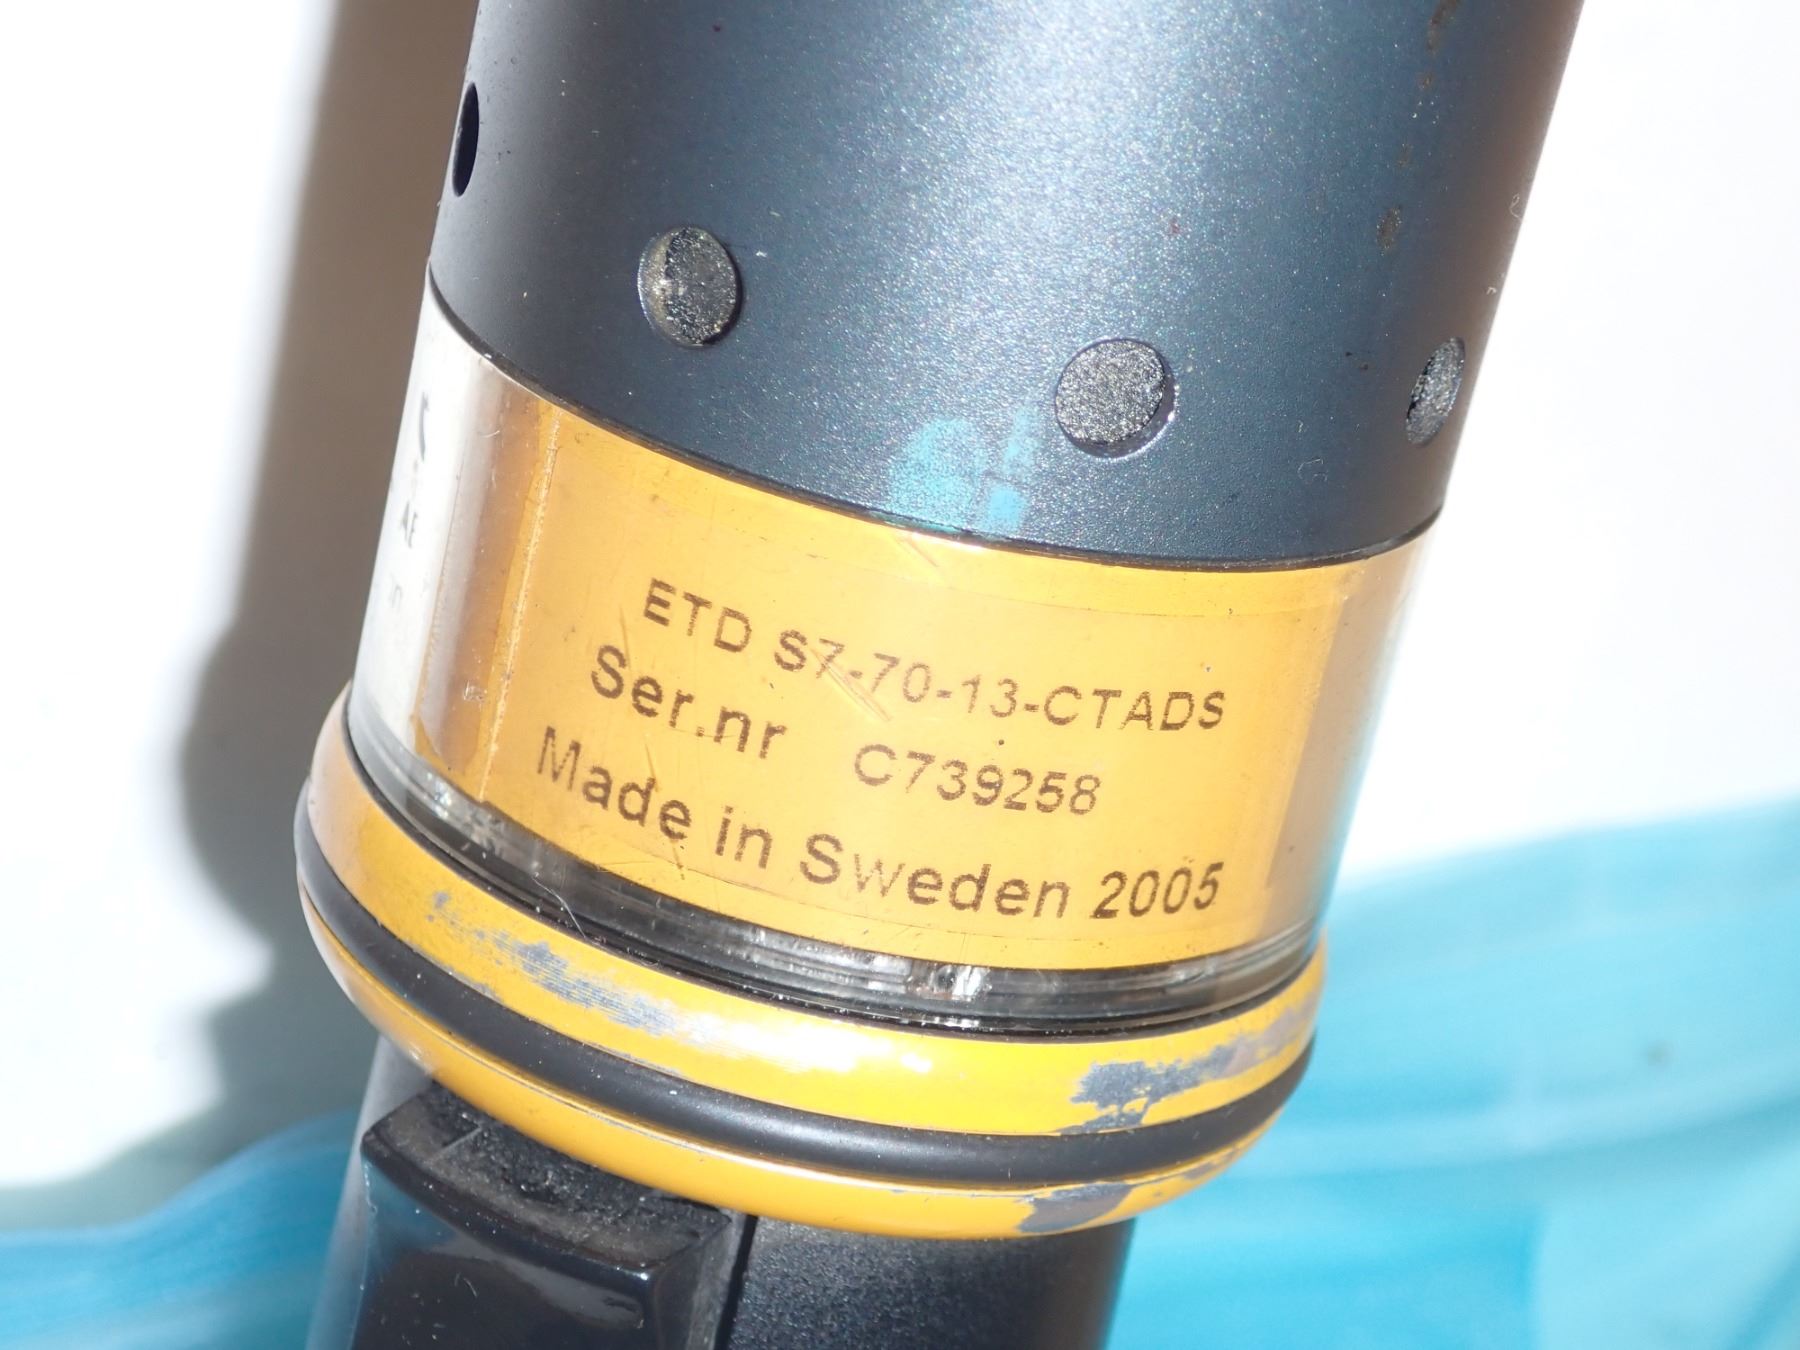 ETD S7-70-13-CTADS
Ser.nr C739258
Made in Sweden 2005